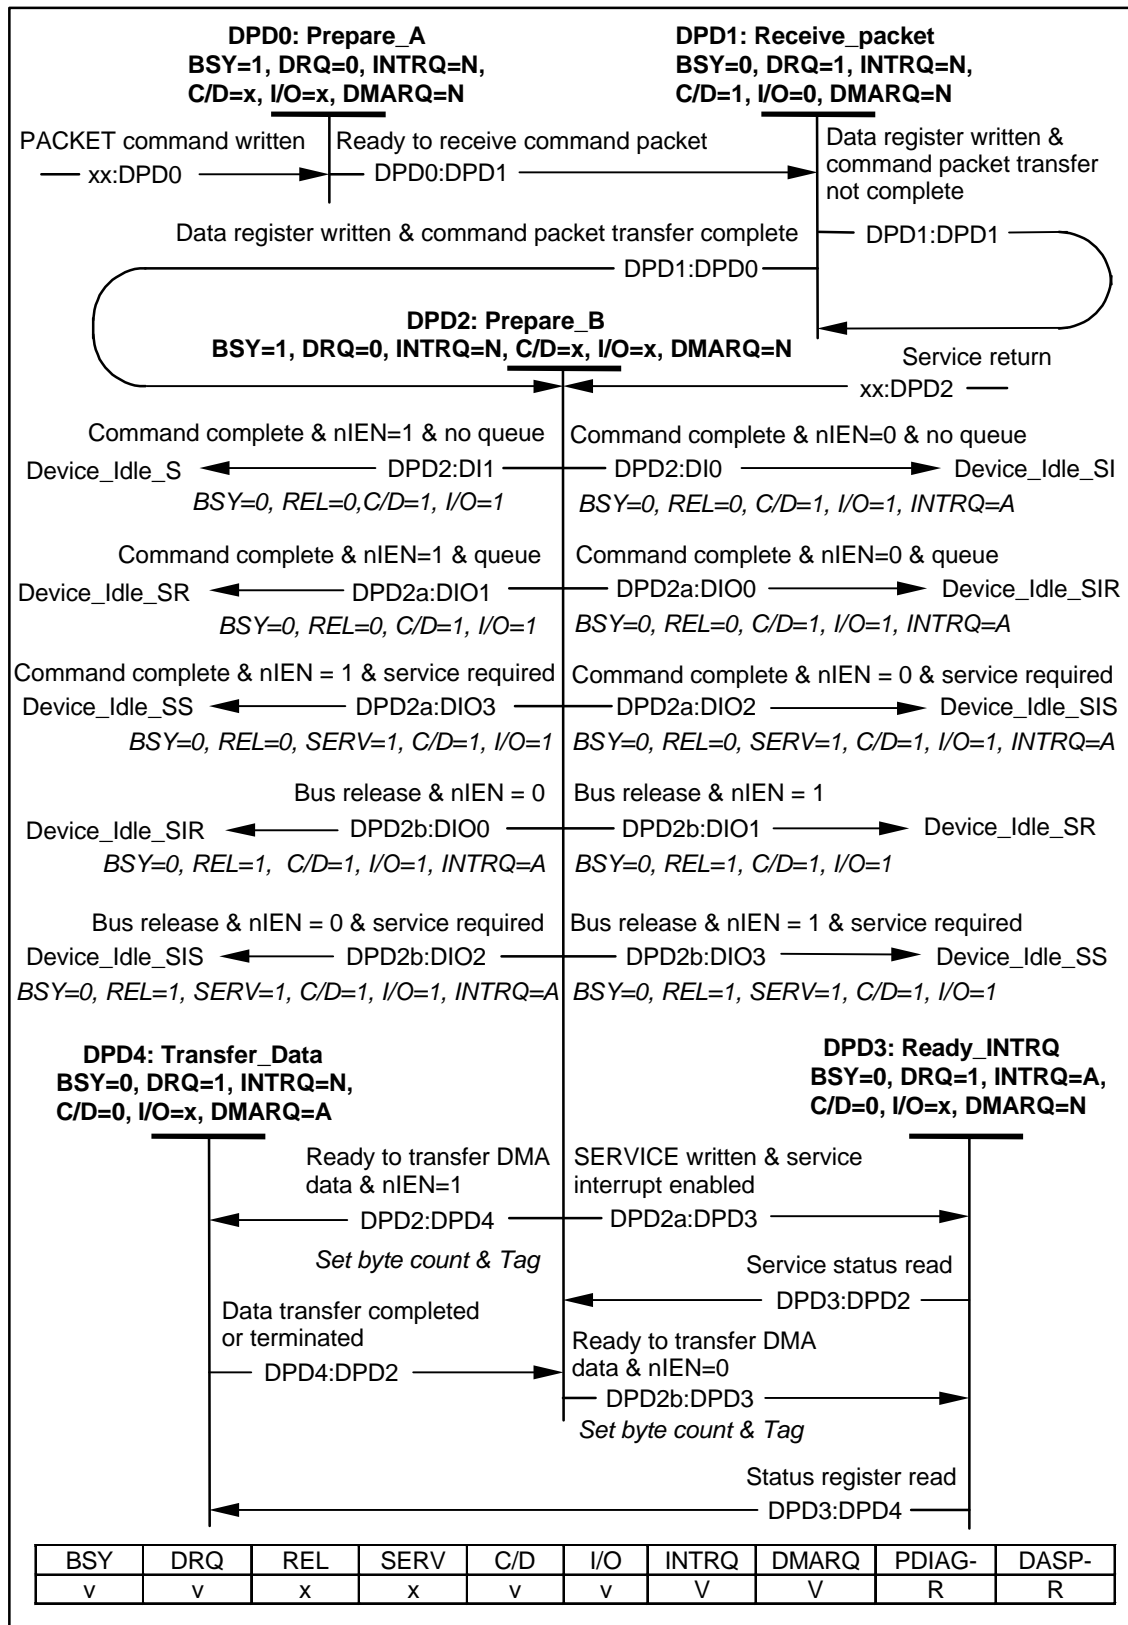 DPD0: Prepare_A
BSY=1, DRQ=0, INTRQ=N,
C/D=x, I/O=x, DMARQ=N
DPD1: Receive_packet
BSY=0, DRQ=1, INTRQ=N,
C/D=1, I/O=0, DMARQ=N
PACKET command written
xx:DPD0
Ready to receive command packet
DPD0:DPD1
Data register written &
command packet transfer
not complete
DPD1:DPD1
Data register written & command packet transfer complete
DPD1:DPD0
DPD2: Prepare_B
BSY=1, DRQ=0, INTRQ=N, C/D=x, I/O=x, DMARQ=N
Service return
xx:DPD2
Command complete & nIEN=1 & no queue
Device_Idle_S
DPD2:DI1
BSY=0, REL=0,C/D=1, I/O=1
Command complete & nIEN=0 & no queue
DPD2:DI0
Device_Idle_SI
BSY=0, REL=0, C/D=1, I/O=1, INTRQ=A
Command complete & nIEN=1 & queue
Device_Idle_SR
DPD2a:DIO1
BSY=0, REL=0, C/D=1, I/O=1
Command complete & nIEN=0 & queue
DPD2a:DIO0
Device_Idle_SIR
BSY=0, REL=0, C/D=1, I/O=1, INTRQ=A
Command complete & nIEN = 1 & service required
Device_Idle_SS
DPD2a:DIO3
BSY=0, REL=0, SERV=1, C/D=1, I/O=1
Command complete & nIEN = 0 & service required
DPD2a:DIO2
Device_Idle_SIS
BSY=0, REL=0, SERV=1, C/D=1, I/O=1, INTRQ=A
Bus release & nIEN = 0
Device_Idle_SIR
DPD2b:DIO0
BSY=0, REL=1, C/D=1, I/O=1, INTRQ=A
Bus release & nIEN = 1
DPD2b:DIO1
Device_Idle_SR
BSY=0, REL=1, C/D=1, I/O=1
Bus release & nIEN = 0 & service required
Device_Idle_SIS
DPD2b:DIO2
BSY=0, REL=1, SERV=1, C/D=1, I/O=1, INTRQ=A
Bus release & nIEN = 1 & service required
DPD2b:DIO3
Device_Idle_SS
BSY=0, REL=1, SERV=1, C/D=1, I/O=1
DPD4: Transfer_Data
BSY=0, DRQ=1, INTRQ=N,
C/D=0, I/O=x, DMARQ=A
DPD3: Ready_INTRQ
BSY=0, DRQ=1, INTRQ=A,
C/D=0, I/O=x, DMARQ=N
Ready to transfer DMA
data & nIEN=1
DPD2:DPD4
Set byte count & Tag
SERVICE written & service
interrupt enabled
DPD2a:DPD3
Service status read
DPD3:DPD2
Data transfer completed
or terminated
DPD4:DPD2
Ready to transfer DMA
data & nIEN=0
DPD2b:DPD3
Set byte count & Tag
Status register read
DPD3:DPD4
BSY DRQ REL SERV C/D I/O INTRQ DMARQ PDIAG- DASP-
v v x x v v V V R R